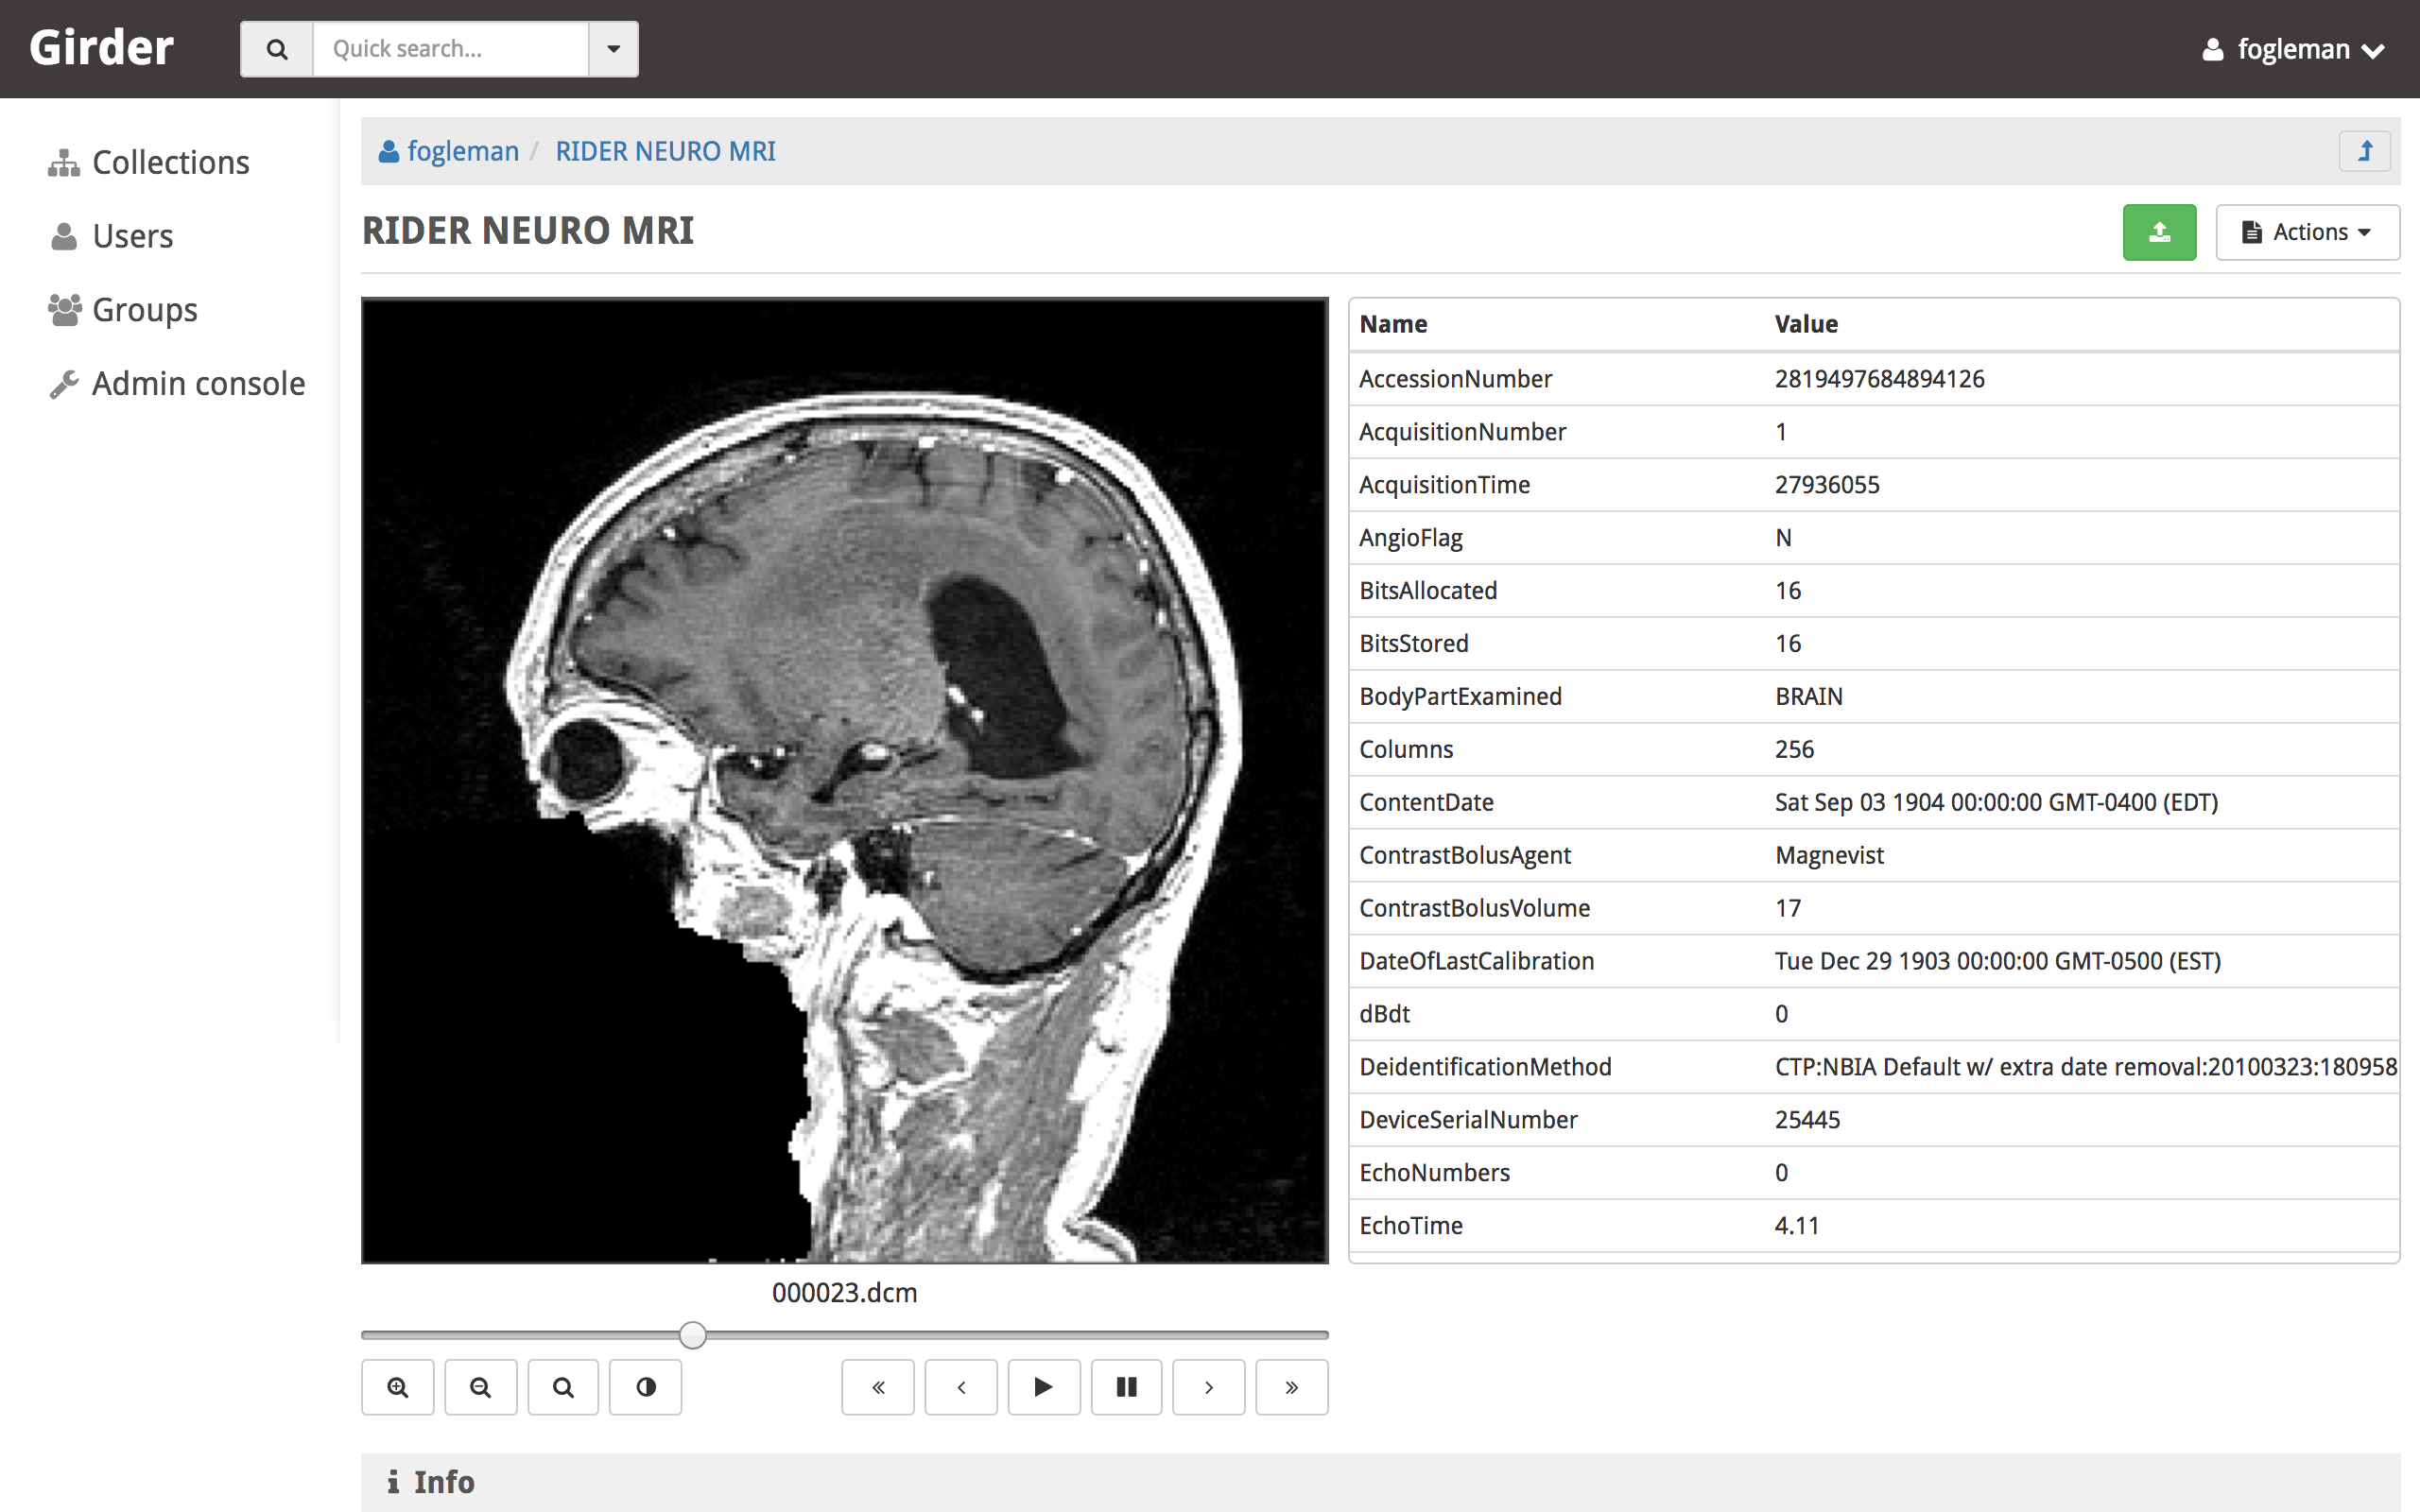 Girder
Quick search...
fogleman
Collections
Users
Groups
Admin console
fogleman / RIDER NEURO MRI
RIDER NEURO MRI
Actions
Name Value
AccessionNumber 2819497684894126
AcquisitionNumber 1
AcquisitionTime 27936055
AngioFlag N
BitsAllocated 16
BitsStored 16
BodyPartExamined BRAIN
Columns 256
ContentDate Sat Sep 03 1904 00:00:00 GMT-0400 (EDT)
ContrastBolusAgent Magnevist
ContrastBolusVolume 17
DateOfLastCalibration Tue Dec 29 1903 00:00:00 GMT-0500 (EST)
dBdt 0
DeidentificationMethod CTP:NBIA Default w/ extra date removal:20100323:180958
DeviceSerialNumber 25445
EchoNumbers 0
EchoTime 4.11
000023.dcm
Info